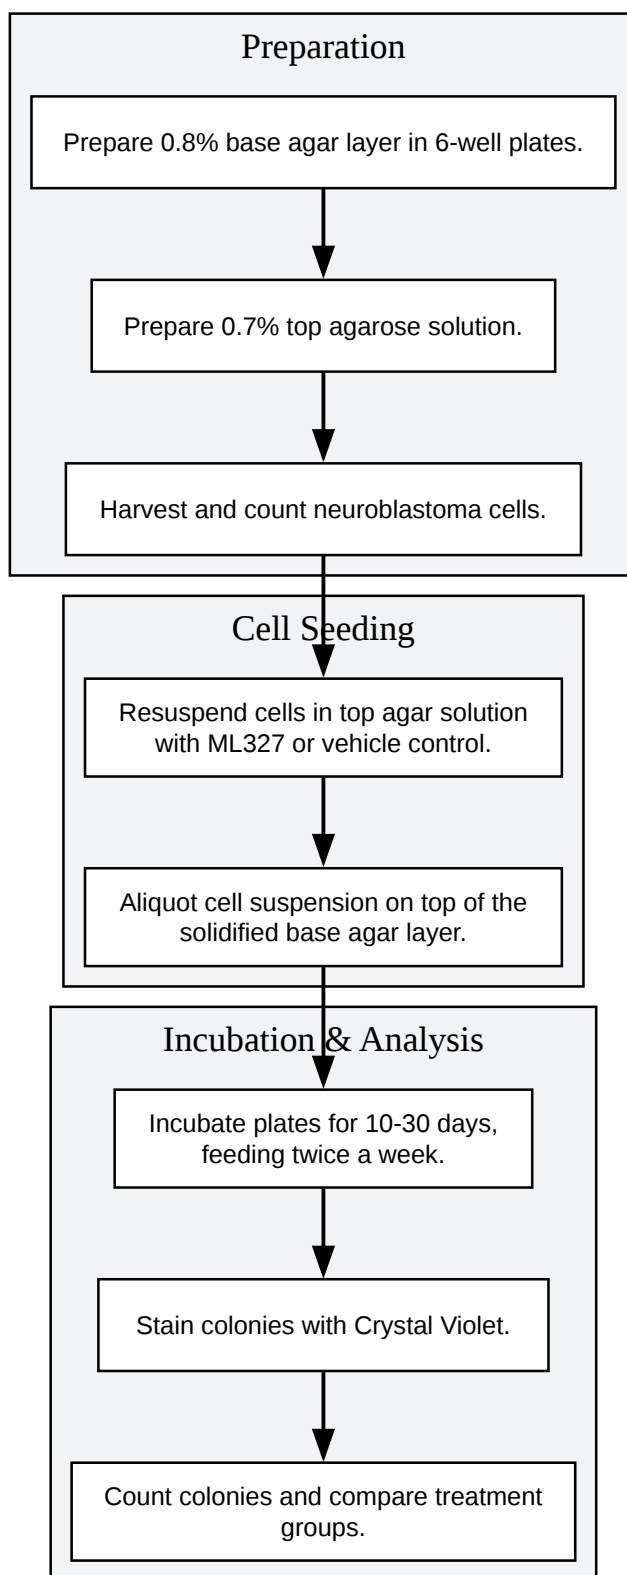 Preparation
Prepare 0.8% base agar layer in 6-well plates.
Prepare 0.7% top agarose solution.
Harvest and count neuroblastoma cells.
Cell Seeding
Resuspend cells in top agar solution
with ML327 or vehicle control.
Aliquot cell suspension on top of the
solidified base agar layer.
Incubation & Analysis
Incubate plates for 10-30 days,
feeding twice a week.
Stain colonies with Crystal Violet.
Count colonies and compare treatment
groups.